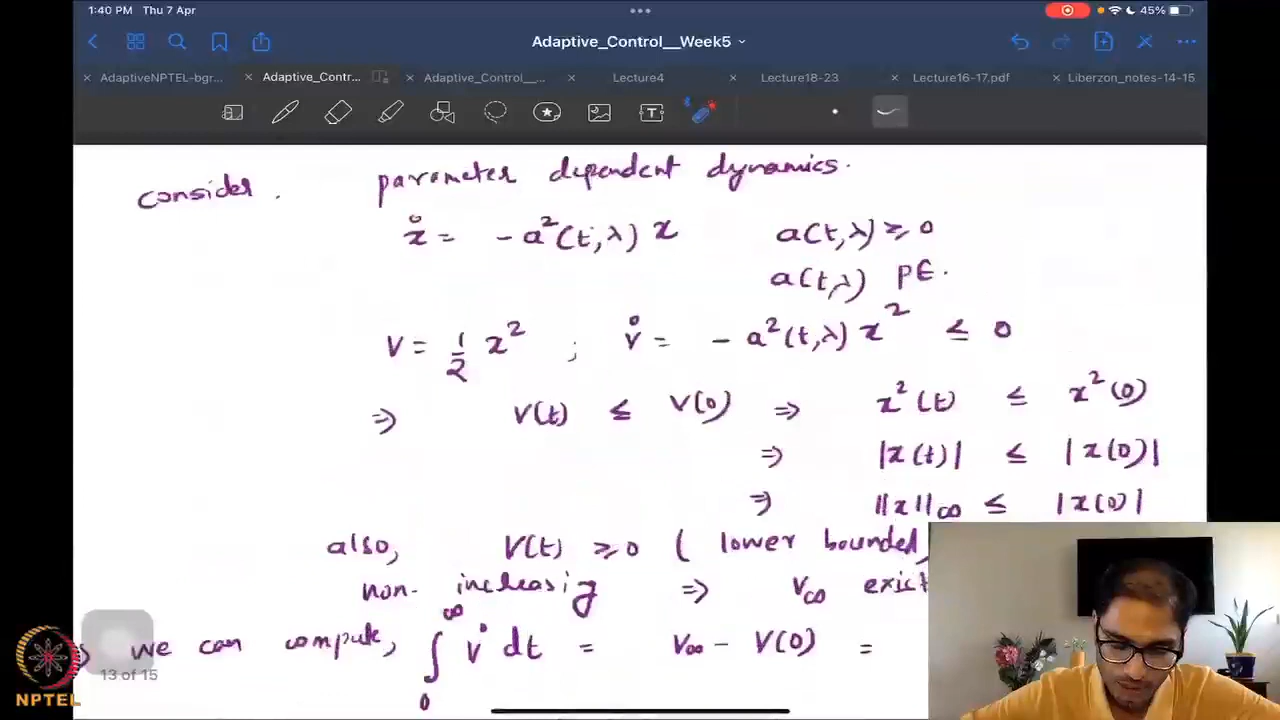 1:40 PM Thu 7 Apr
45%
Adaptive_Control__Week5
AdaptiveNPTEL-bgr...
Adaptive_Contr...
Adaptive_Control__...
Lecture4
Lecture18-23
Lecture16-17.pdf
Liberzon_notes-14-15
consider. parameter dependent dynamics.
ẋ = - a²(t,λ) x a(t,λ) ≥ 0
a(t,λ) PE.
V = 1/2 x² ; V̇ = - a²(t,λ) x² ≤ 0
⇒ V(t) ≤ V(0) ⇒ x²(t) ≤ x²(0)
⇒ |x(t)| ≤ |x(0)|
⇒ ||x||∞ ≤ |x(0)|
also, V(t) ≥ 0 ( lower bounded,
non-increasig ⇒ V∞ exist
we can compute, ∫₀^∞ V̇ dt = V∞ - V(0) =
13 of 15
NPTEL